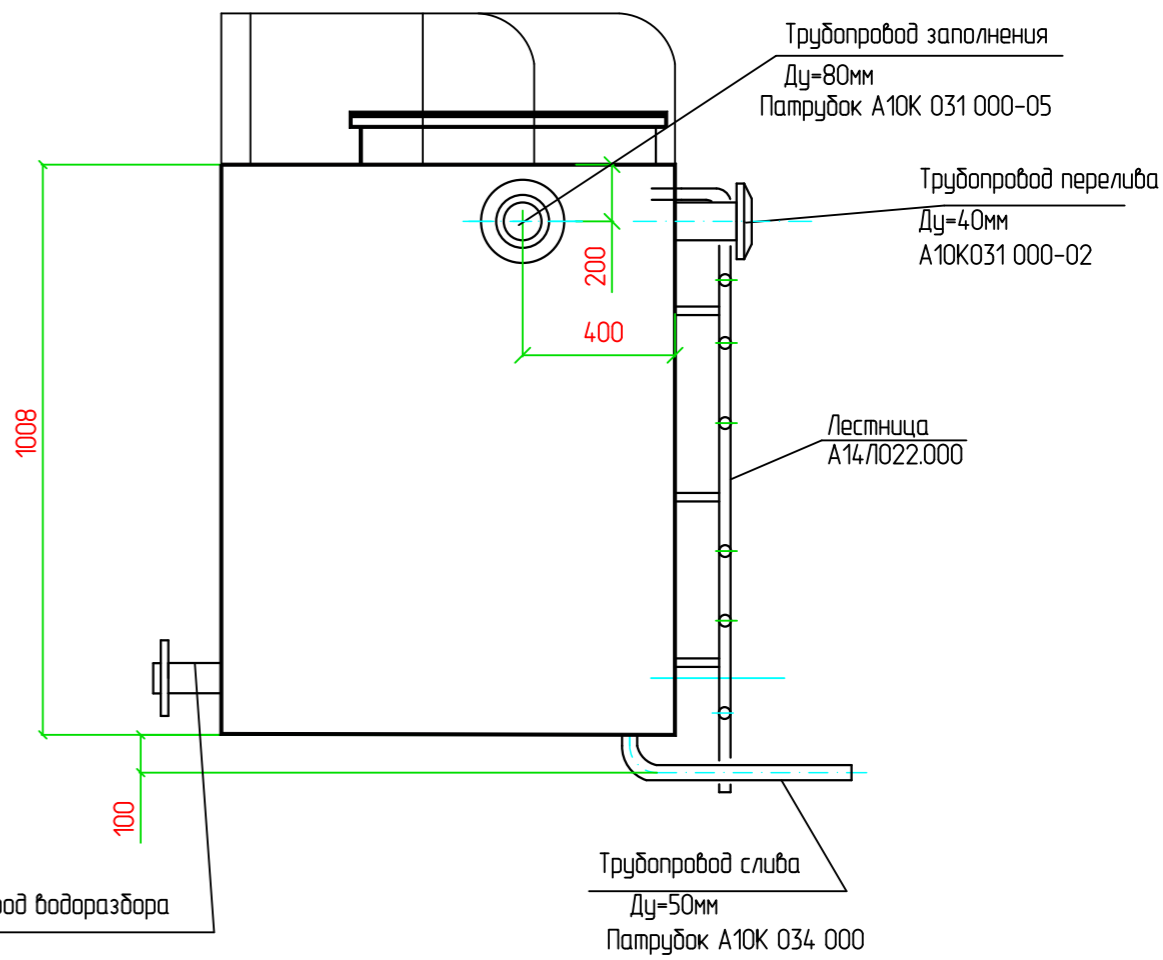 Трубопровод заполнения
Ду=80мм
Патрубок А10К 031 000-05
Трубопровод перелива
Ду=40мм
А10К031 000-02
200
400
1008
Лестница
А14Л022.000
100
Трубопровод слива
Ду=50мм
Патрубок А10К 034 000
водоразбора